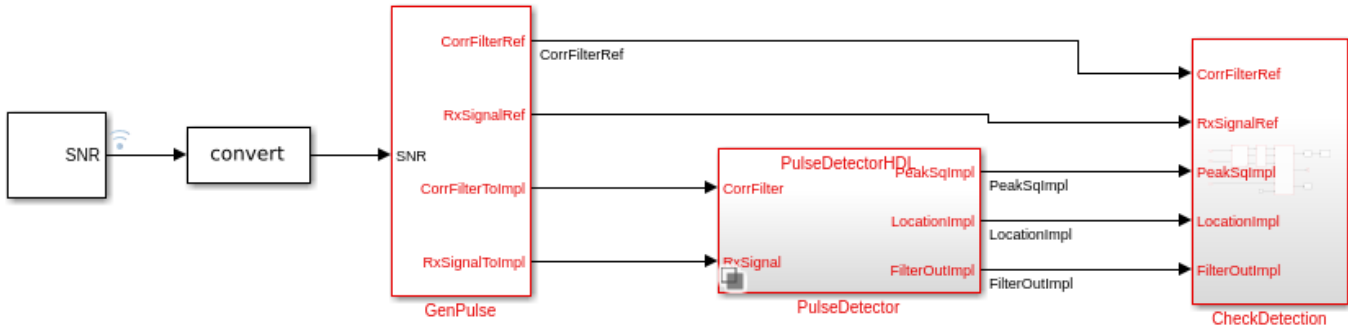 SNR
convert
SNR
CorrFilterRef
RxSignalRef
CorrFilterToImpl
RxSignalToImpl
GenPulse
CorrFilterRef
PulseDetectorHDL
CorrFilter
RxSignal
PeakSqImpl
LocationImpl
FilterOutImpl
PulseDetector
PeakSqImpl
LocationImpl
FilterOutImpl
CorrFilterRef
RxSignalRef
PeakSqImpl
LocationImpl
FilterOutImpl
CheckDetection